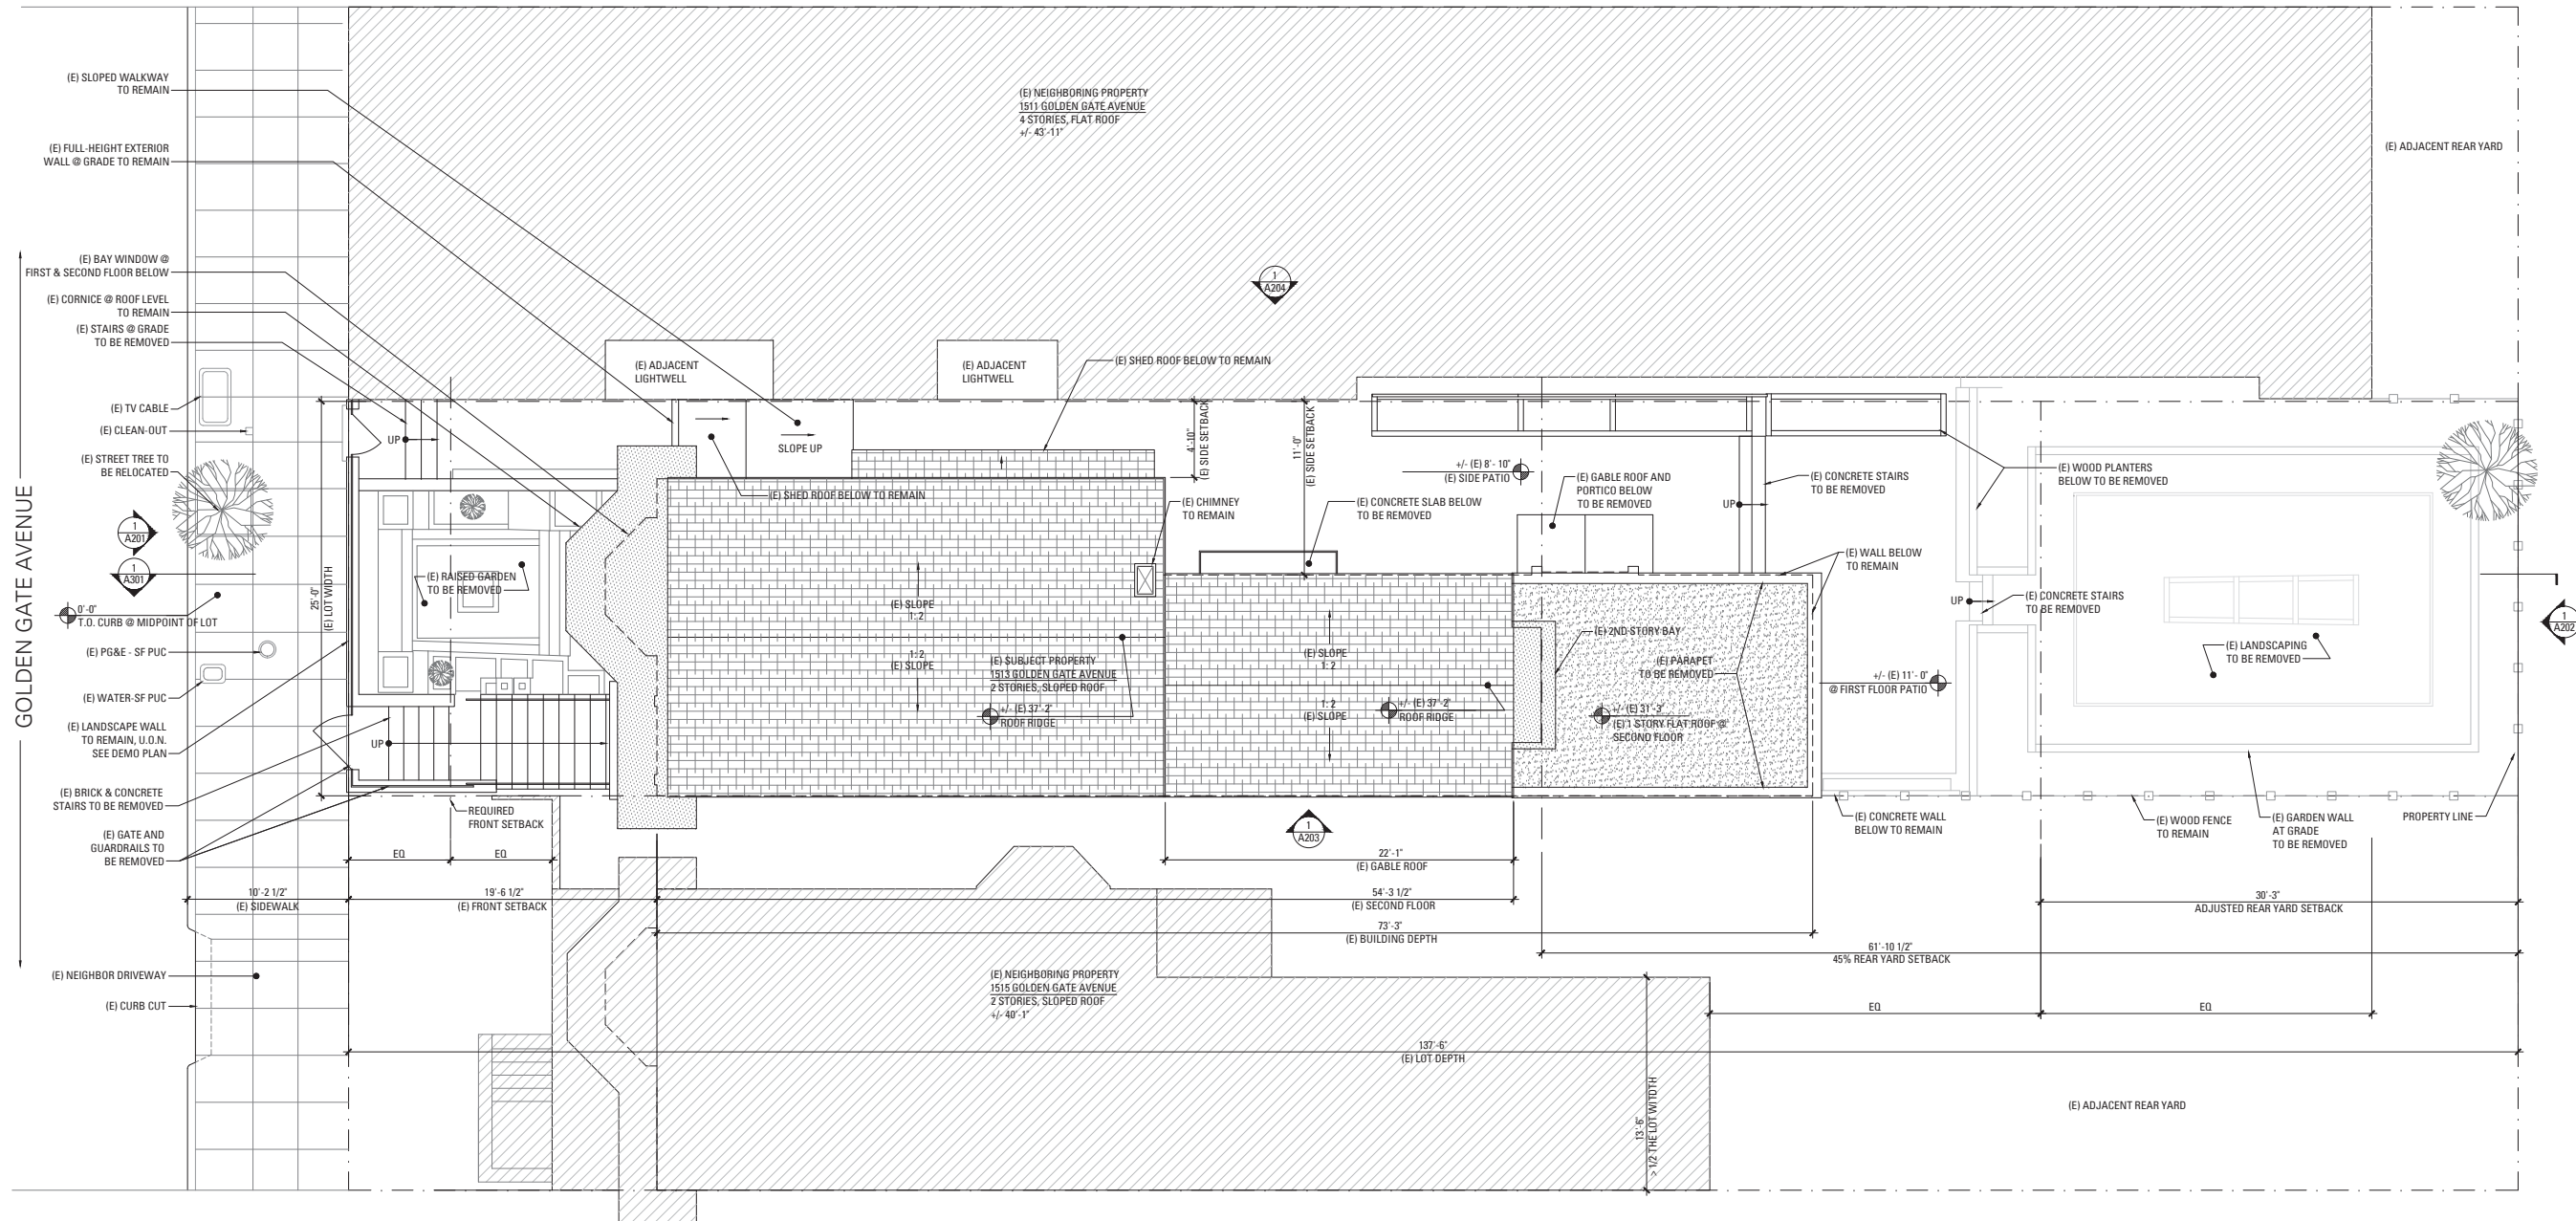 (E) SLOPED WALKWAY
TO REMAIN
(E) FULL-HEIGHT EXTERIOR
WALL @ GRADE TO REMAIN
(E) BAY WINDOW @
FIRST & SECOND FLOOR BELOW
(E) CORNICE @ ROOF LEVEL
TO REMAIN
(E) STAIRS @ GRADE
TO BE REMOVED
(E) TV CABLE
(E) CLEAN-OUT
(E) STREET TREE TO
BE RELOCATED
GOLDEN GATE AVENUE
1
A201
1
A301
0'-0"
T.O. CURB @ MIDPOINT OF LOT
(E) PG&E - SF PUC
(E) WATER-SF PUC
(E) LANDSCAPE WALL
TO REMAIN, U.O.N.
SEE DEMO PLAN
(E) BRICK & CONCRETE
STAIRS TO BE REMOVED
(E) GATE AND
GUARDRAILS TO
BE REMOVED
(E) NEIGHBOR DRIVEWAY
(E) CURB CUT
(E) NEIGHBORING PROPERTY
1511 GOLDEN GATE AVENUE
4 STORIES, FLAT ROOF
+/- 43'-11"
(E) ADJACENT REAR YARD
1
A204
(E) ADJACENT
LIGHTWELL
(E) ADJACENT
LIGHTWELL
(E) SHED ROOF BELOW TO REMAIN
UP
SLOPE UP
4'-10"
(E) SIDE SETBACK
11'-0"
(E) SIDE SETBACK
+/- (E) 8'- 10"
(E) SIDE PATIO
(E) GABLE ROOF AND
PORTICO BELOW
TO BE REMOVED
(E) CONCRETE STAIRS
TO BE REMOVED
UP
(E) WOOD PLANTERS
BELOW TO BE REMOVED
(E) SHED ROOF BELOW TO REMAIN
(E) CHIMNEY
TO REMAIN
(E) CONCRETE SLAB BELOW
TO BE REMOVED
(E) WALL BELOW
TO REMAIN
25'-0"
(E) LOT WIDTH
(E) RAISED GARDEN
TO BE REMOVED
(E) SLOPE
1: 2
1: 2
(E) SLOPE
(E) SUBJECT PROPERTY
1513 GOLDEN GATE AVENUE
2 STORIES, SLOPED ROOF
+/- (E) 37'-2"
ROOF RIDGE
(E) SLOPE
1: 2
1: 2
(E) SLOPE
+/- (E) 37'-2"
ROOF RIDGE
(E) 2ND STORY BAY
(E) PARAPET
TO BE REMOVED
+/- (E) 31'-3"
(E) 1 STORY FLAT ROOF @
SECOND FLOOR
UP
(E) CONCRETE STAIRS
TO BE REMOVED
+/- (E) 11'- 0"
@ FIRST FLOOR PATIO
(E) LANDSCAPING
TO BE REMOVED
1
1
A202
UP
REQUIRED
FRONT SETBACK
1
A203
(E) CONCRETE WALL
BELOW TO REMAIN
(E) WOOD FENCE
TO REMAIN
(E) GARDEN WALL
AT GRADE
TO BE REMOVED
PROPERTY LINE
EQ
EQ
22'-1"
(E) GABLE ROOF
10'-2 1/2"
(E) SIDEWALK
19'-6 1/2"
(E) FRONT SETBACK
54'-3 1/2"
(E) SECOND FLOOR
30'-3"
ADJUSTED REAR YARD SETBACK
73'-3"
(E) BUILDING DEPTH
61'-10 1/2"
45% REAR YARD SETBACK
(E) NEIGHBORING PROPERTY
1515 GOLDEN GATE AVENUE
2 STORIES, SLOPED ROOF
+/- 40'-1"
EQ
EQ
137'-6"
(E) LOT DEPTH
13'-6"
> 1/2 THE LOT WITDTH
(E) ADJACENT REAR YARD